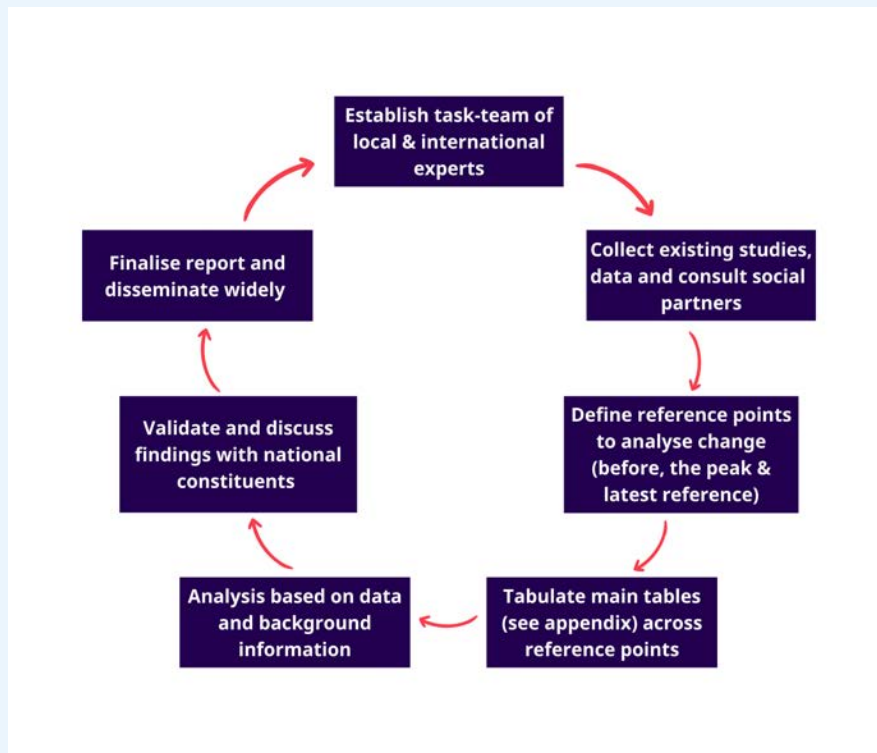 Establish task-team of
local & international
experts
Collect existing studies,
data and consult social
partners
Define reference points
to analyse change
(before, the peak &
latest reference)
Tabulate main tables
(see appendix) across
reference points
Analysis based on data
and background
information
Validate and discuss
findings with national
constituents
Finalise report and
disseminate widely